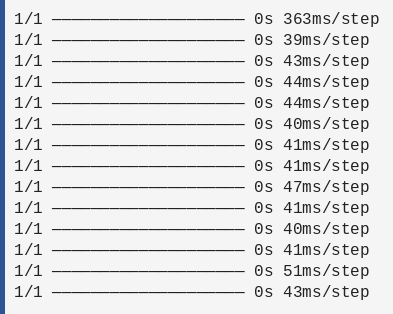 1/1 ──────────────────── 0s 363ms/step
1/1 ──────────────────── 0s 39ms/step
1/1 ──────────────────── 0s 43ms/step
1/1 ──────────────────── 0s 44ms/step
1/1 ──────────────────── 0s 44ms/step
1/1 ──────────────────── 0s 40ms/step
1/1 ──────────────────── 0s 41ms/step
1/1 ──────────────────── 0s 41ms/step
1/1 ──────────────────── 0s 47ms/step
1/1 ──────────────────── 0s 41ms/step
1/1 ──────────────────── 0s 40ms/step
1/1 ──────────────────── 0s 41ms/step
1/1 ──────────────────── 0s 51ms/step
1/1 ──────────────────── 0s 43ms/step